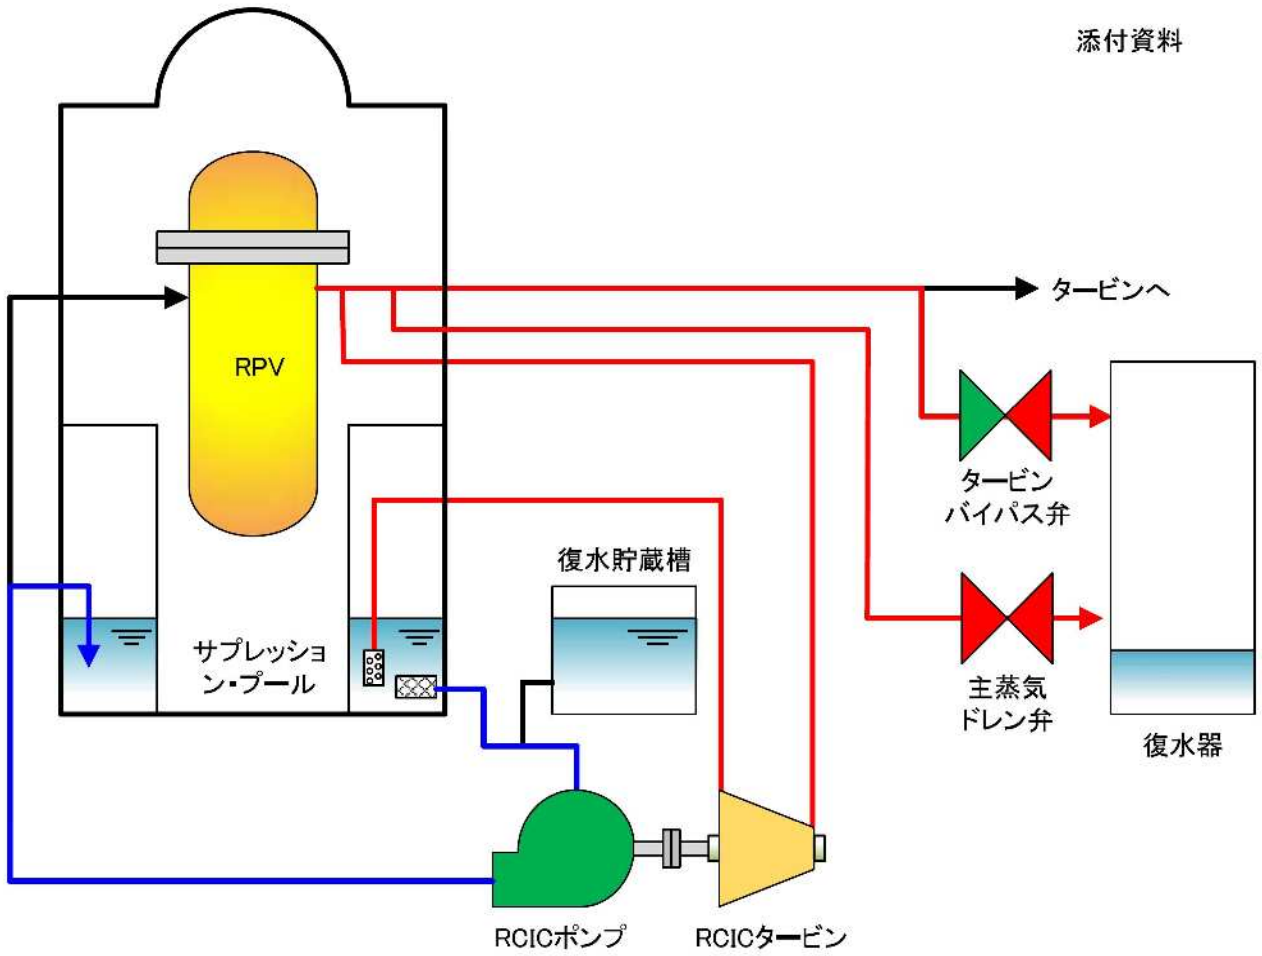 添付資料
タービンへ
RPV
タービン
バイパス弁
復水貯蔵槽
サプレッショ
ン・プール
主蒸気
ドレン弁
復水器
RCICポンプ
RCICタービン